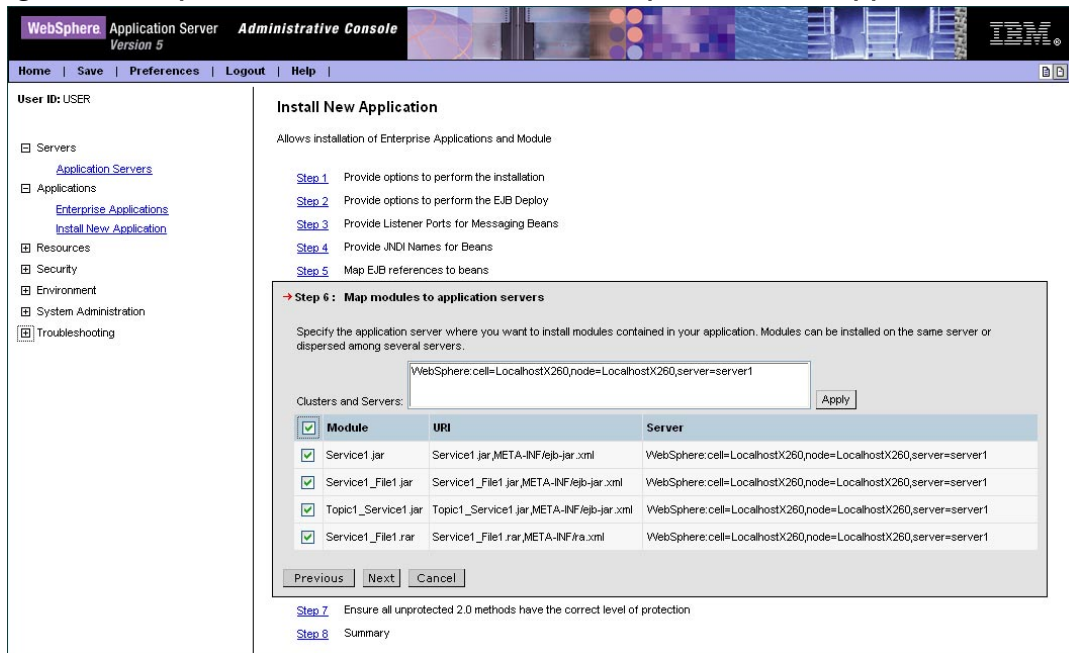 WebSphere Application Server Administrative Console
Version 5
IBM
Home | Save | Preferences | Logout | Help |
User ID: USER
Servers
Application Servers
Applications
Enterprise Applications
Install New Application
Resources
Security
Environment
System Administration
Troubleshooting
Install New Application
Allows installation of Enterprise Applications and Module
Step 1 Provide options to perform the installation
Step 2 Provide options to perform the EJB Deploy
Step 3 Provide Listener Ports for Messaging Beans
Step 4 Provide JNDI Names for Beans
Step 5 Map EJB references to beans
Step 6 : Map modules to application servers
Specify the application server where you want to install modules contained in your application. Modules can be installed on the same server or
dispersed among several servers.
WebSphere:cell=LocalhostX260,node=LocalhostX260,server=server1
Clusters and Servers: Apply
Module URI Server
Service1.jar Service1.jar,META-INF/ejb-jar.xml WebSphere:cell=LocalhostX260,node=LocalhostX260,server=server1
Service1_File1.jar Service1_File1.jar,META-INF/ejb-jar.xml WebSphere:cell=LocalhostX260,node=LocalhostX260,server=server1
Topic1_Service1.jar Topic1_Service1.jar,META-INF/ejb-jar.xml WebSphere:cell=LocalhostX260,node=LocalhostX260,server=server1
Service1_File1.rar Service1_File1.rar,META-INF/ra.xml WebSphere:cell=LocalhostX260,node=LocalhostX260,server=server1
Previous Next Cancel
Step 7 Ensure all unprotected 2.0 methods have the correct level of protection
Step 8 Summary